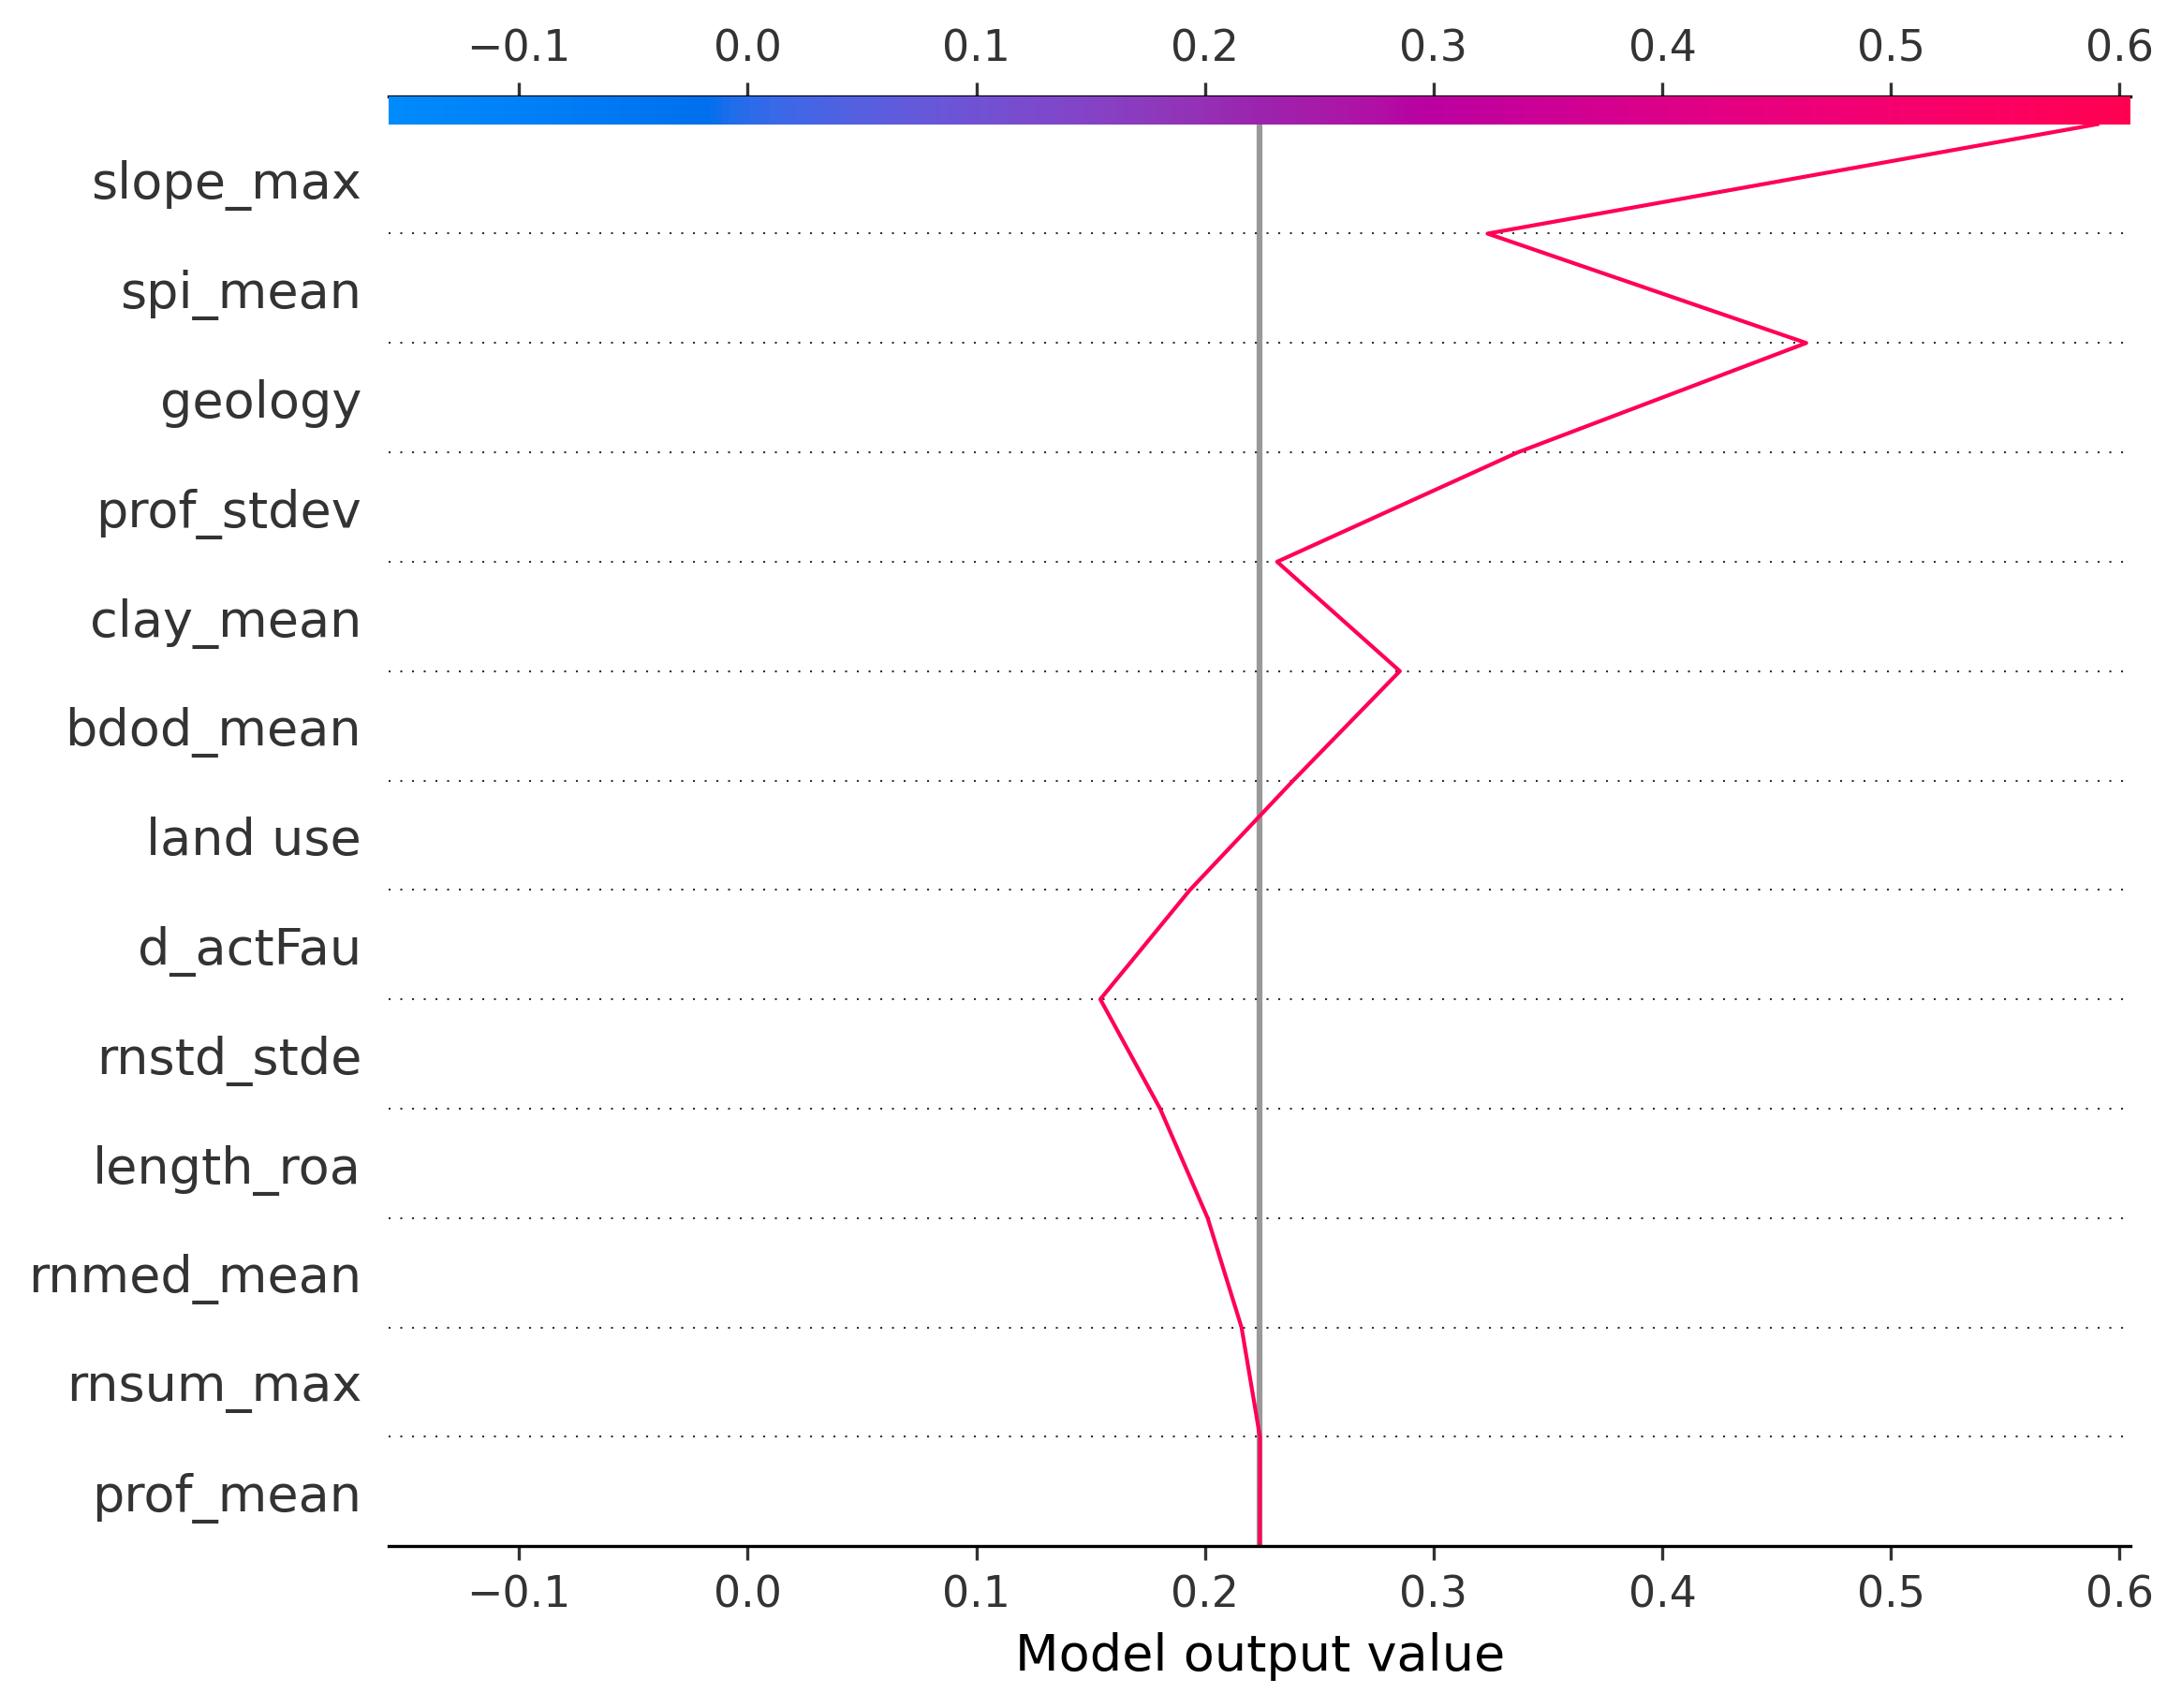 −0.1 0.0 0.1 0.2 0.3 0.4 0.5 0.6
slope_max
spi_mean
geology
prof_stdev
clay_mean
bdod_mean
land use
d_actFau
rnstd_stde
length_roa
rnmed_mean
rnsum_max
prof_mean
−0.1 0.0 0.1 0.2 0.3 0.4 0.5 0.6
Model output value